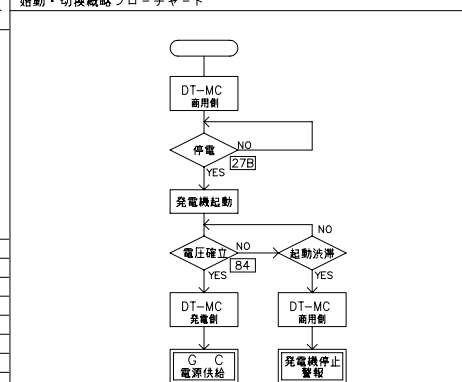 始動・切換概略フローチャート
DT-MC
商用側
停電
NO
27B
YES
発電機起動
NO
電圧確立
NO
84
起動渋滞
YES
YES
DT-MC
発電側
DT-MC
商用側
G C
電源供給
発電機停止
警報